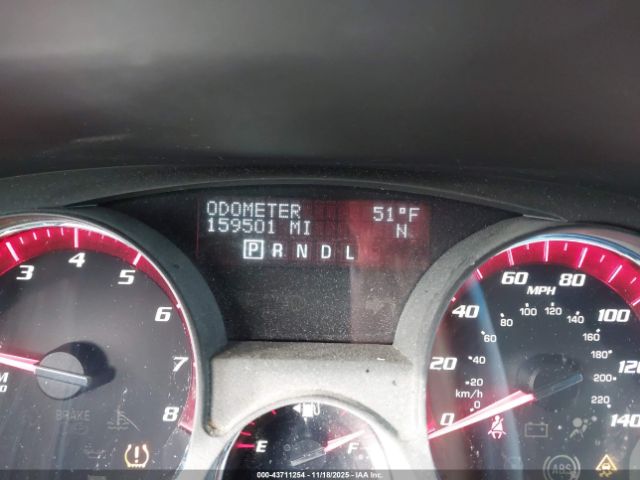 ODOMETER 51°F
159501 MI N
P R N D L
3 4 5 6 7 8
BRAKE
0 20 40 60 80 100 120 140
MPH
0 20 40 60 80 100 120 140 160 180 200 220
km/h
E F
ABS
© 00-43711254 - 11/18/2025 - IAA Inc.